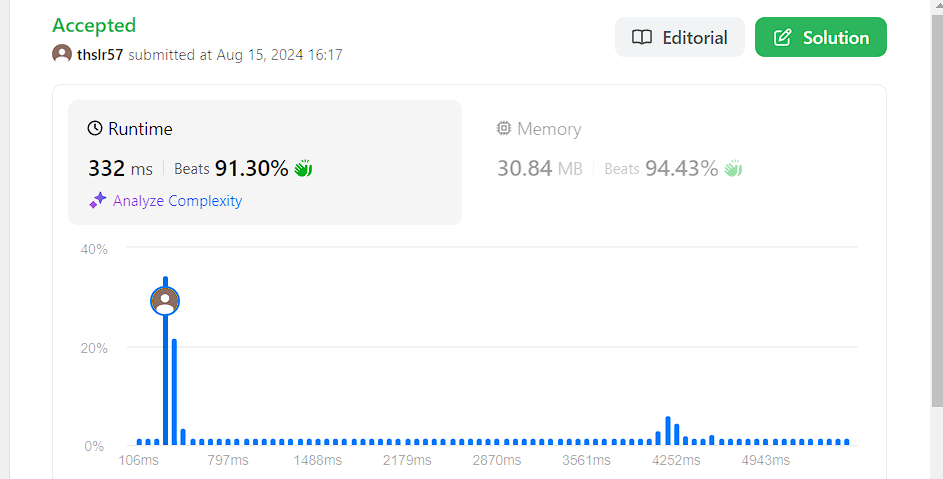 Accepted
Editorial
Solution
thslr57 submitted at Aug 15, 2024 16:17
Runtime
332 ms Beats 91.30%
Analyze Complexity
Memory
30.84 MB Beats 94.43%
40%
20%
0%
106ms 797ms 1488ms 2179ms 2870ms 3561ms 4252ms 4943ms